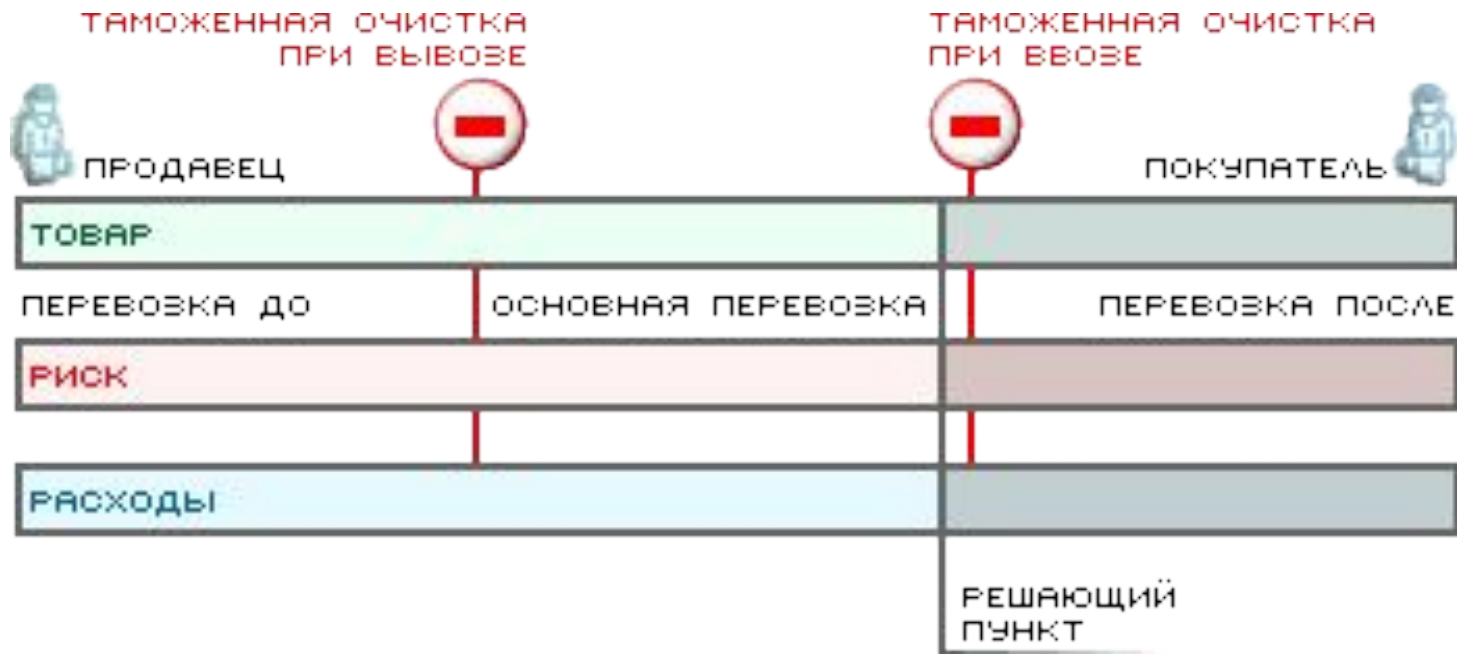 ТАМОЖЕННАЯ ОЧИСТКА
ПРИ ВЫВОЗЕ
ТАМОЖЕННАЯ ОЧИСТКА
ПРИ ВВОЗЕ
ПРОДАВЕЦ
ПОКУПАТЕЛЬ
ТОВАР
ПЕРЕВОЗКА ДО
ОСНОВНАЯ ПЕРЕВОЗКА
ПЕРЕВОЗКА ПОСЛЕ
РИСК
РАСХОДЫ
РЕШАЮЩИЙ
ПУНКТ